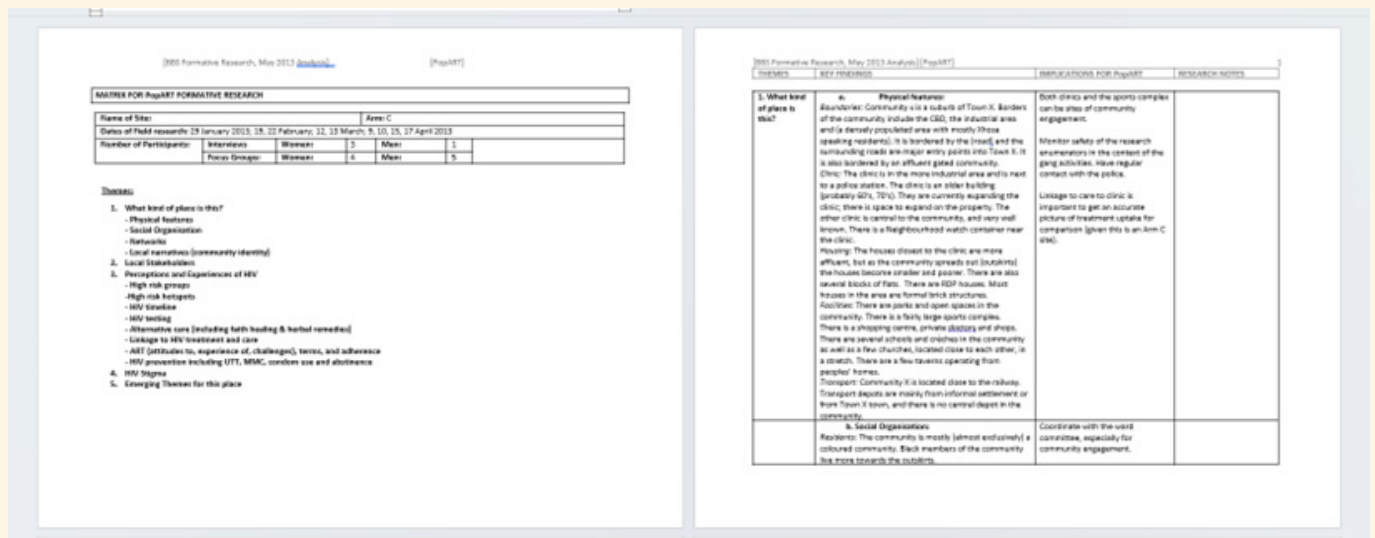 [BBS Formative Research, May 2013 Analysis] [PopART]
MATRIX FOR PopART FORMATIVE RESEARCH
Name of Site: Arm: C
Dates of Field research: 29 January 2013, 19, 22 February; 12, 13 March; 9, 10, 15, 17 April 2013
Number of Participants: Interviews Women: 3 Men: 1
Focus Groups: Women: 4 Men: 5
Themes:
1. What kind of place is this?
- Physical features
- Social Organisation
- Networks
- Local narratives (community identity)
2. Local Stakeholders
3. Perceptions and Experiences of HIV
- High risk groups
-High risk hotspots
- HIV timeline
- HIV testing
- Alternative care (including faith healing & herbal remedies)
- Linkage to HIV treatment and care
- ART (attitudes to, experience of, challenges), terms, and adherence
- HIV prevention including UTT, MMC, condom use and abstinence
4. HIV Stigma
5. Emerging Themes for this place
[BBS Formative Research, May 2013 Analysis][PopART] 1
THEMES KEY FINDINGS IMPLICATIONS FOR PopART RESEARCH NOTES
1. What kind
of place is
this?
a. Physical features:
Boundaries: Community x is a suburb of Town X. Borders
of the community include the CBD, the industrial area
and (a densely populated area with mostly Xhosa
speaking residents). It is bordered by the [road], and the
surrounding roads are major entry points into Town X. It
is also bordered by an affluent gated community.
Clinic: The clinic is in the more industrial area and is next
to a police station. The clinic is an older building
(probably 60's, 70's). They are currently expanding the
clinic; there is space to expand on the property. The
other clinic is central to the community, and very well
known. There is a Neighbourhood watch container near
the clinic.
Housing: The houses closest to the clinic are more
affluent, but as the community spreads out (outskirts)
the houses become smaller and poorer. There are also
several blocks of flats. There are RDP houses. Most
houses in the area are formal brick structures.
Facilities: There are parks and open spaces in the
community. There is a fairly large sports complex.
There is a shopping centre, private doctors and shops.
There are several schools and crèches in the community
as well as a few churches, located close to each other, in
a stretch. There are a few taverns operating from
peoples' homes.
Transport: Community X is located close to the railway.
Transport depots are mainly from informal settlement or
from Town X town, and there is no central depot in the
community.
Both clinics and the sports complex
can be sites of community
engagement.
Monitor safety of the research
enumerators in the context of the
gang activities. Have regular
contact with the police.
Linkage to care to clinic is
important to get an accurate
picture of treatment uptake for
comparison (given this is an Arm C
site).
b. Social Organisation:
Residents: The community is mostly (almost exclusively) a
coloured community. Black members of the community
live more towards the outskirts.
Coordinate with the ward
committee, especially for
community engagement.